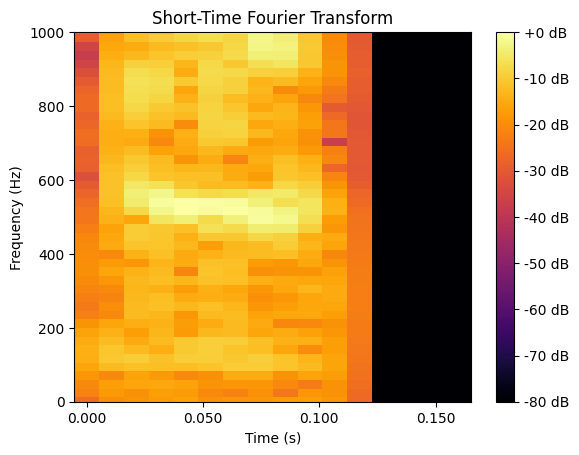 Short-Time Fourier Transform
1000
800
600
400
200
0
Frequency (Hz)
0.000
0.050
0.100
0.150
Time (s)
+0 dB
-10 dB
-20 dB
-30 dB
-40 dB
-50 dB
-60 dB
-70 dB
-80 dB